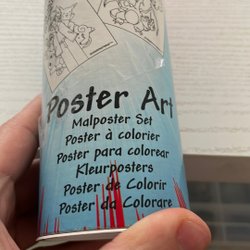 Poster Art
Malposter Set
Poster à colorier
Poster para colorear
Kleurposters
Poster de Colorir
Poster da Colorare